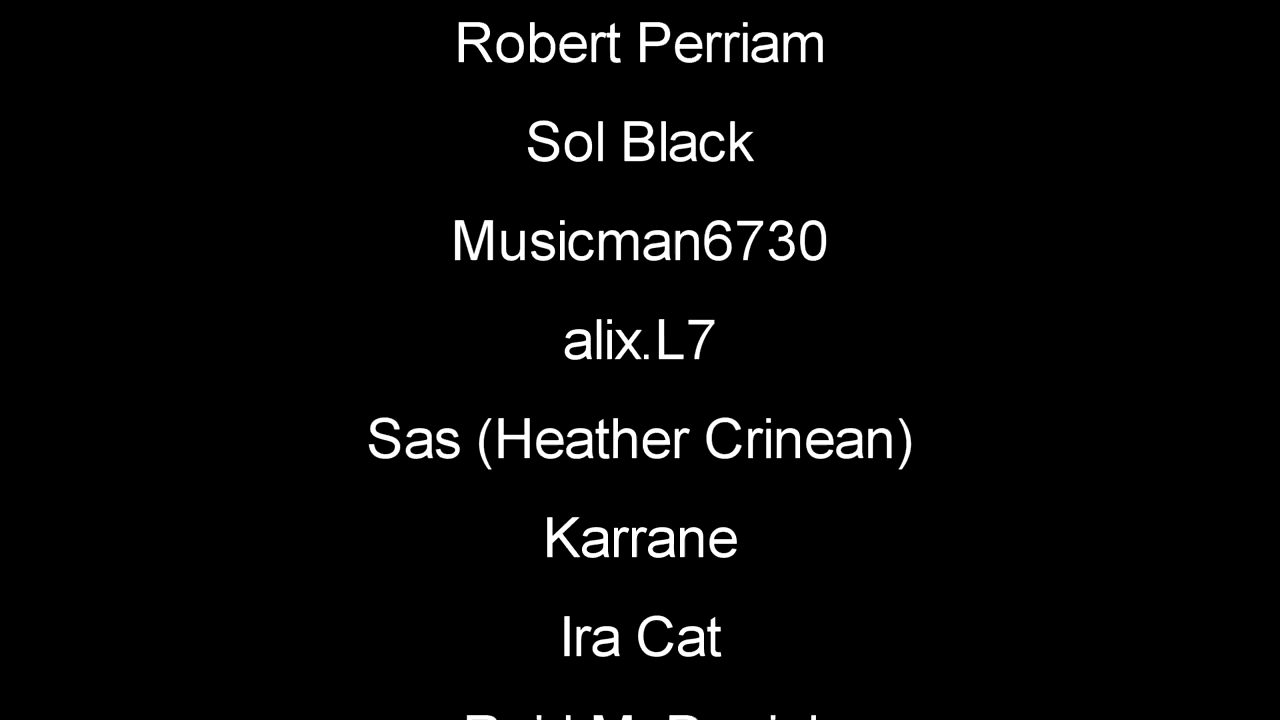 Robert Perriam
Sol Black
Musicman6730
alix.L7
Sas (Heather Crinean)
Karrane
Ira Cat